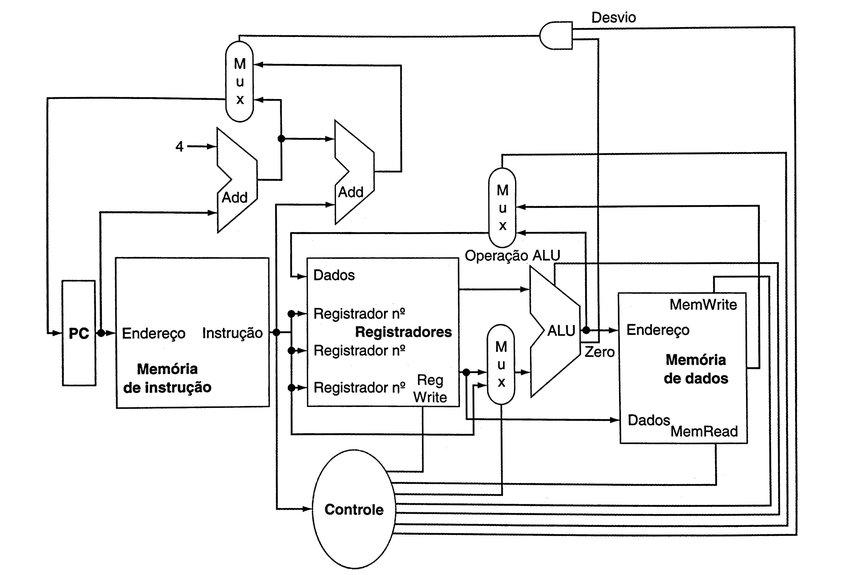 Desvio
M
u
x
4
Add
Add
M
u
x
Operação ALU
Dados
MemWrite
Registrador nº
PC
Endereço
Instrução
Registradores
ALU
Endereço
Registrador nº
M
u
x
Zero
Memória
de instrução
Memória
de dados
Registrador nº
Reg
Write
Dados
MemRead
Controle